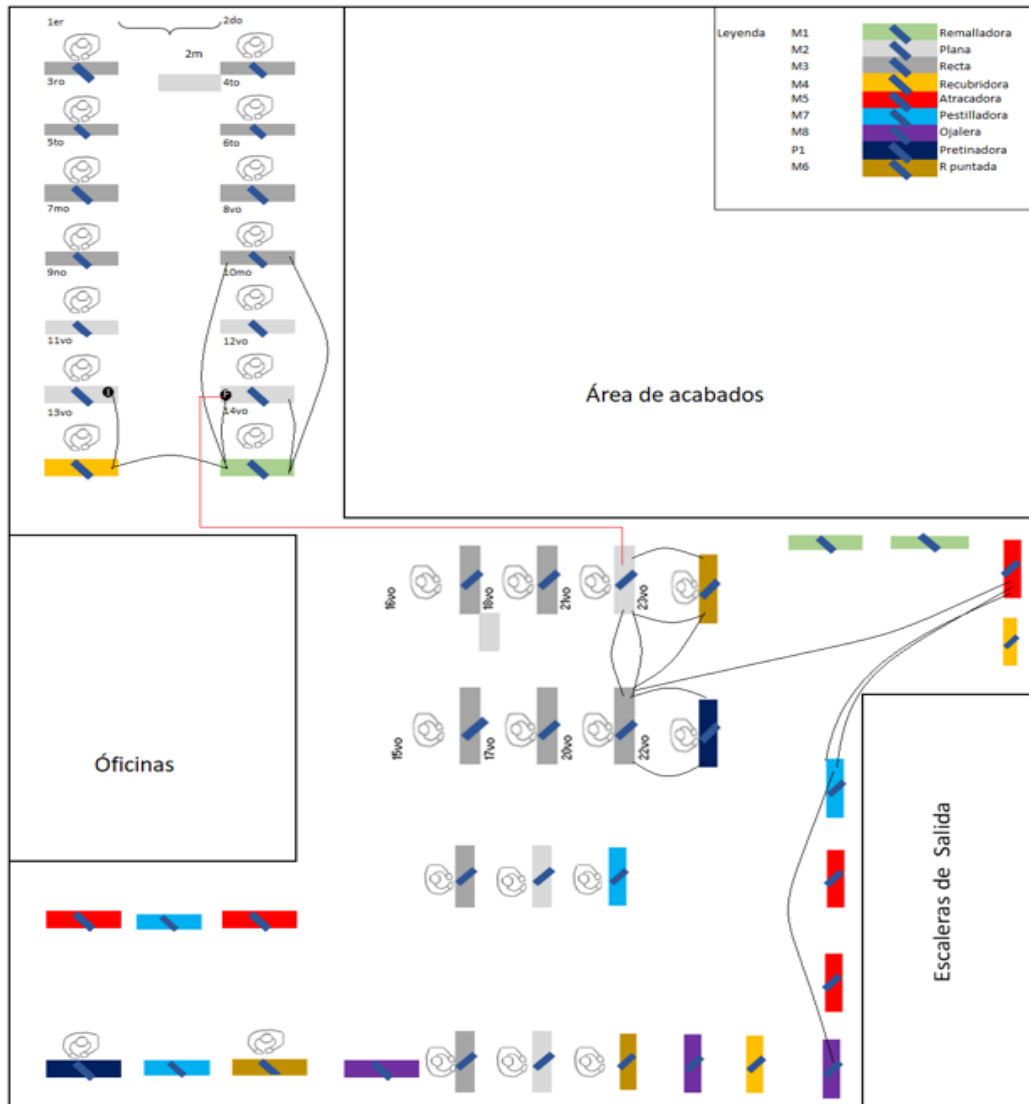 1er 2do
2m
3ro 4to
5to 6to
7mo 8vo
9no 10mo
11vo 12vo
13vo 14vo
I F
Leyenda M1 Remalladora
M2 Plana
M3 Recta
M4 Recubridora
M5 Atracadora
M7 Pestilladora
M8 Ojalera
P1 Pretinadora
M6 R puntada
Área de acabados
16vo 18vo 21vo 23vo
15vo 17vo 20vo 22vo
Óficinas
Escaleras de Salida